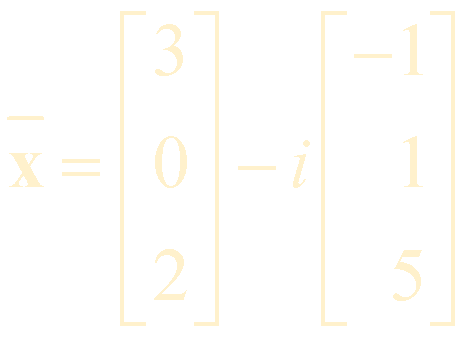 x̄ = [3 0 2] − i [−1 1 5]